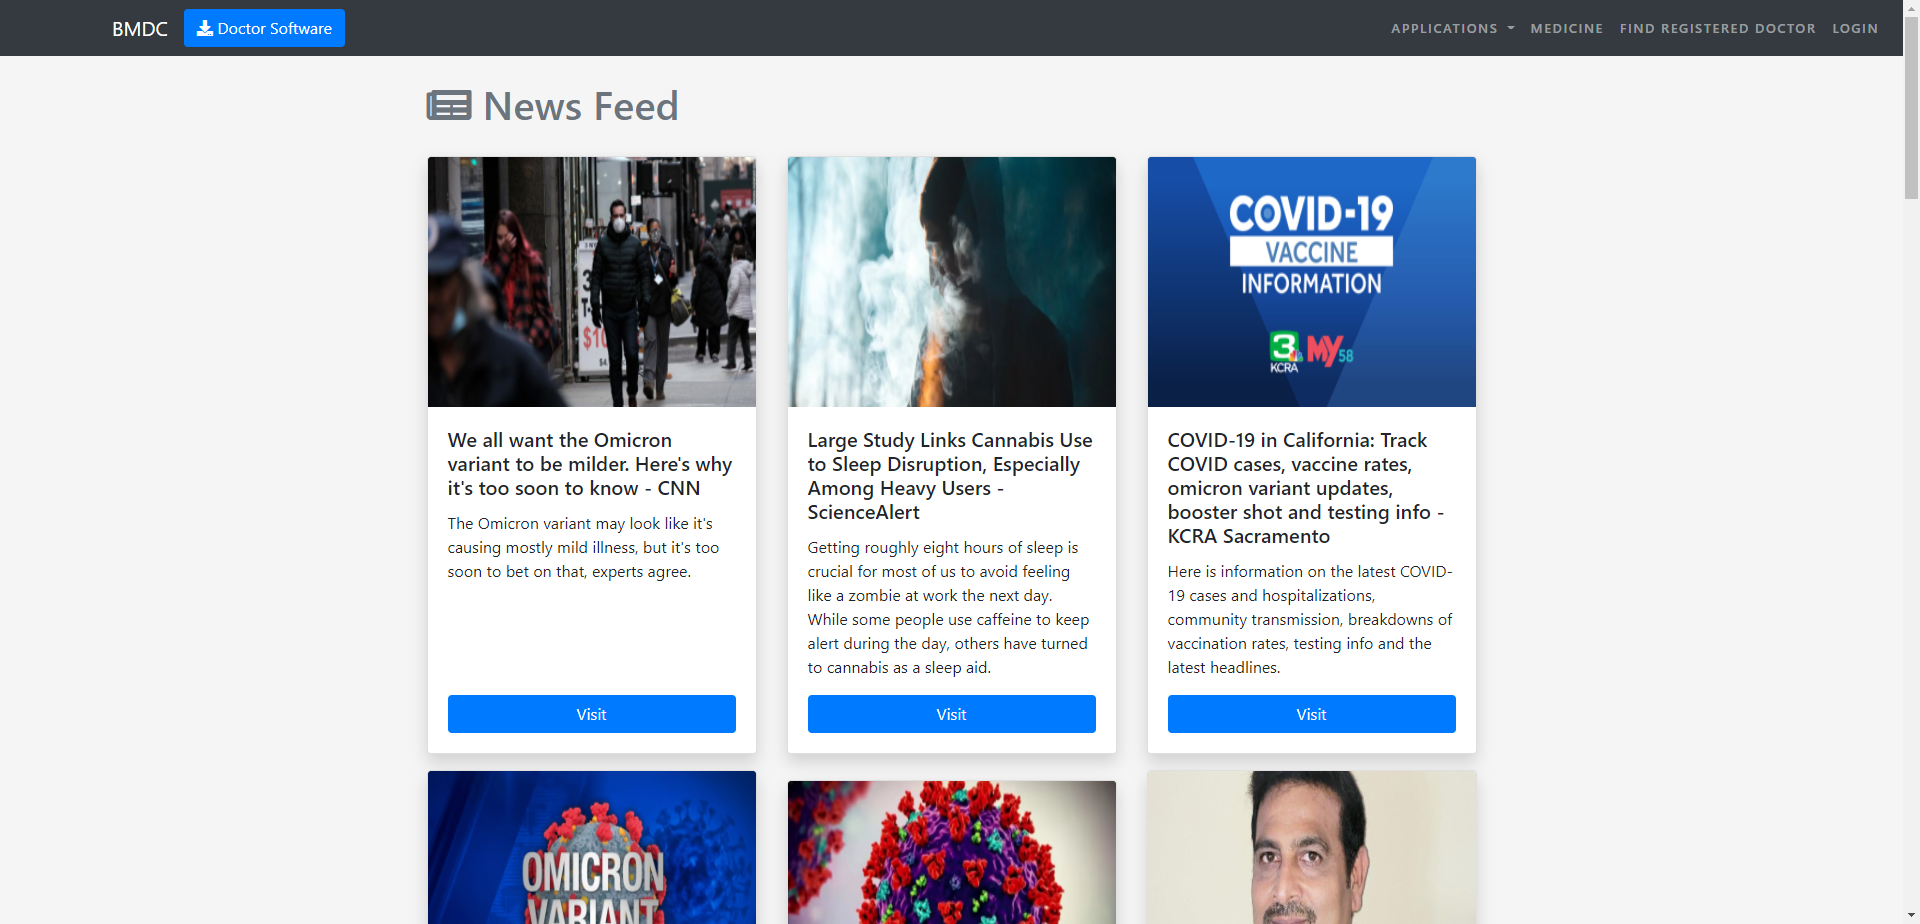 BMDC
Doctor Software
APPLICATIONS
MEDICINE
FIND REGISTERED DOCTOR
LOGIN
News Feed
$10
COVID-19
VACCINE
INFORMATION
3
KCRA
MY58
We all want the Omicron
variant to be milder. Here's why
it's too soon to know - CNN
The Omicron variant may look like it's
causing mostly mild illness, but it's too
soon to bet on that, experts agree.
Visit
Large Study Links Cannabis Use
to Sleep Disruption, Especially
Among Heavy Users -
ScienceAlert
Getting roughly eight hours of sleep is
crucial for most of us to avoid feeling
like a zombie at work the next day.
While some people use caffeine to keep
alert during the day, others have turned
to cannabis as a sleep aid.
Visit
COVID-19 in California: Track
COVID cases, vaccine rates,
omicron variant updates,
booster shot and testing info -
KCRA Sacramento
Here is information on the latest COVID-
19 cases and hospitalizations,
community transmission, breakdowns of
vaccination rates, testing info and the
latest headlines.
Visit
OMICRON
VARIANT